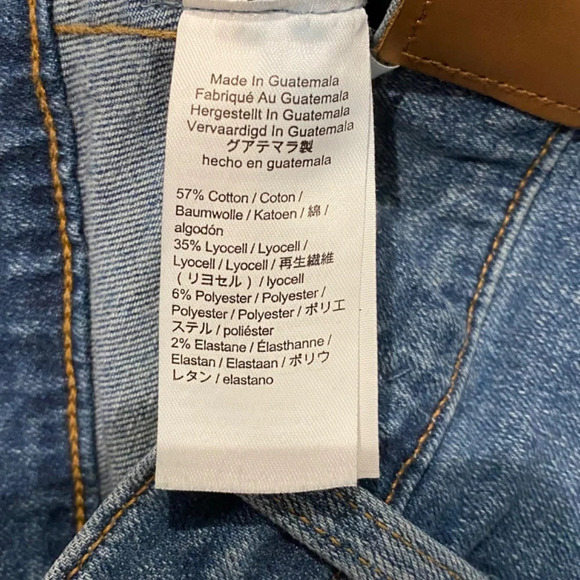 Made In Guatemala
Fabriqué Au Guatemala
Hergestellt In Guatemala
Vervaardigd In Guatemala
グアテマラ製
hecho en guatemala
57% Cotton / Coton /
Baumwolle / Katoen / 綿 /
algodón
35% Lyocell / Lyocell /
Lyocell / Lyocell / 再生繊維
（リヨセル）/ lyocell
6% Polyester / Polyester /
Polyester / Polyester / ポリエ
ステル / poliéster
2% Elastane / Élasthanne /
Elastan / Elastaan / ポリウ
レタン / elastano